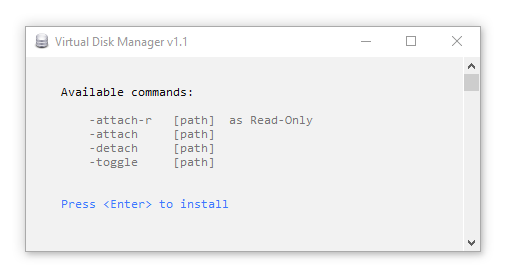 Virtual Disk Manager v1.1
Available commands:
-attach-r [path] as Read-Only
-attach [path]
-detach [path]
-toggle [path]
Press <Enter> to install